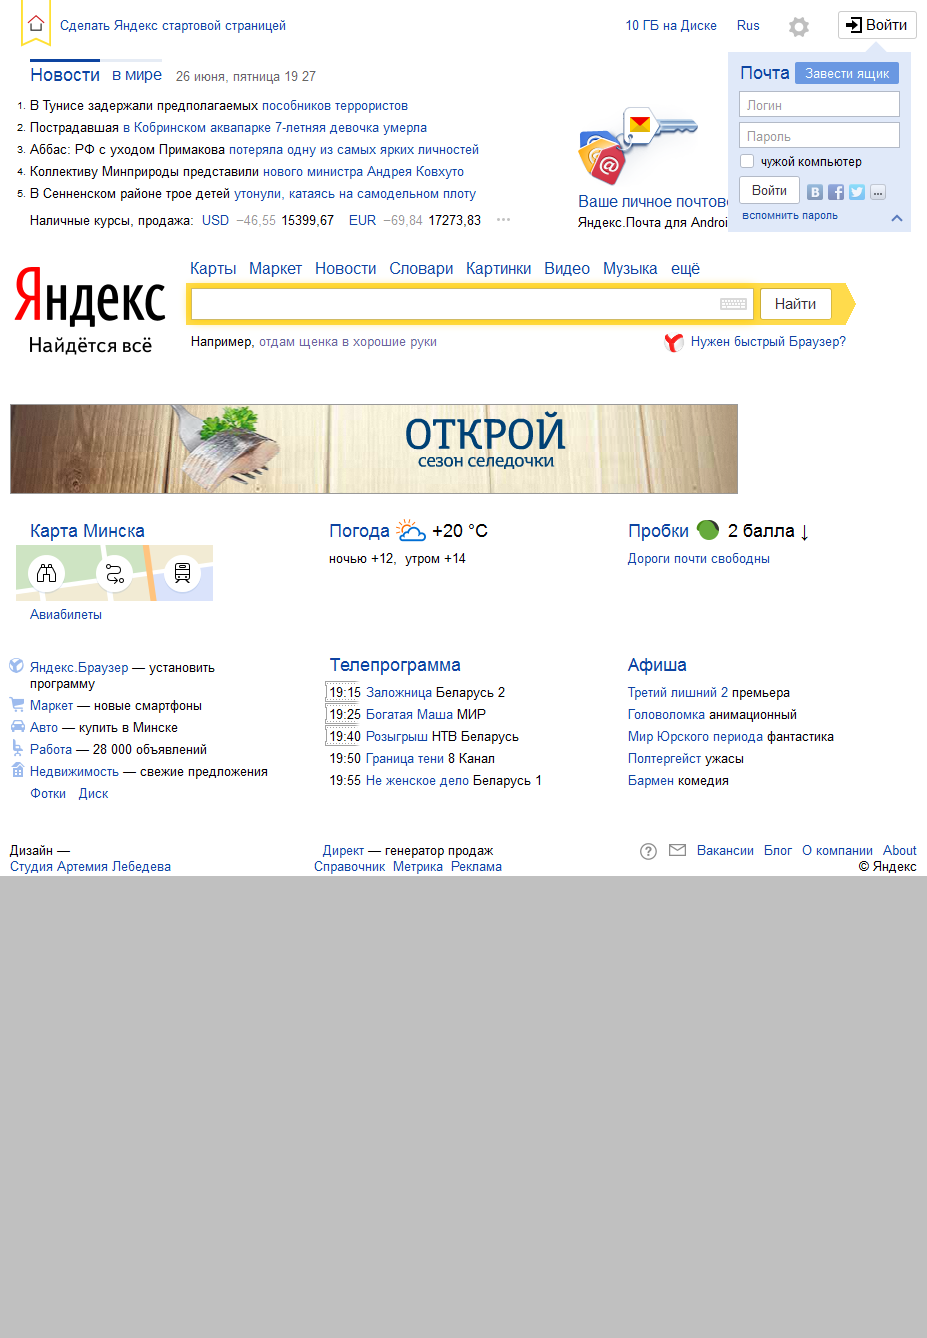 Сделать Яндекс стартовой страницей
10 ГБ на Диске Rus Войти
Новости в мире 26 июня, пятница 19 27
1. В Тунисе задержали предполагаемых пособников террористов
2. Пострадавшая в Кобринском аквапарке 7-летняя девочка умерла
3. Аббас: РФ с уходом Примакова потеряла одну из самых ярких личностей
4. Коллективу Минприроды представили нового министра Андрея Ковхуто
5. В Сенненском районе трое детей утонули, катаясь на самодельном плоту
Наличные курсы, продажа: USD −46,55 15399,67 EUR −69,84 17273,83
Ваше личное почтово
Яндекс.Почта для Androi
Почта Завести ящик
Логин
Пароль
чужой компьютер
Войти
вспомнить пароль
Карты Маркет Новости Словари Картинки Видео Музыка ещё
Яндекс
Найдётся всё
Найти
Например, отдам щенка в хорошие руки
Нужен быстрый Браузер?
ОТКРОЙ
сезон селедочки
Карта Минска
Авиабилеты
Погода +20 °C
ночью +12, утром +14
Пробки 2 балла ↓
Дороги почти свободны
Яндекс.Браузер — установить
программу
Маркет — новые смартфоны
Авто — купить в Минске
Работа — 28 000 объявлений
Недвижимость — свежие предложения
Фотки Диск
Телепрограмма
19:15 Заложница Беларусь 2
19:25 Богатая Маша МИР
19:40 Розыгрыш НТВ Беларусь
19:50 Граница тени 8 Канал
19:55 Не женское дело Беларусь 1
Афиша
Третий лишний 2 премьера
Головоломка анимационный
Мир Юрского периода фантастика
Полтергейст ужасы
Бармен комедия
Дизайн —
Студия Артемия Лебедева
Директ — генератор продаж
Справочник Метрика Реклама
Вакансии Блог О компании About
© Яндекс